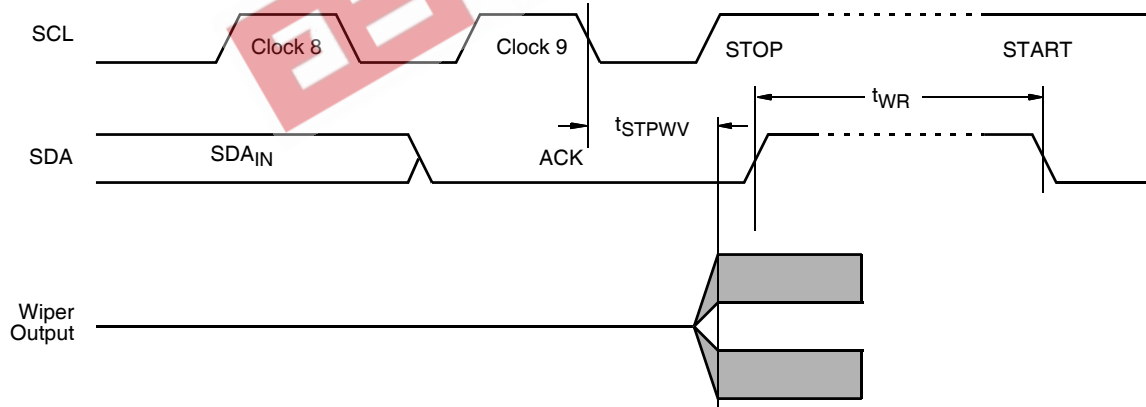 SCL
Clock 8
Clock 9
STOP
START
tWR
tSTPWV
SDA
SDAIN
ACK
Wiper
Output